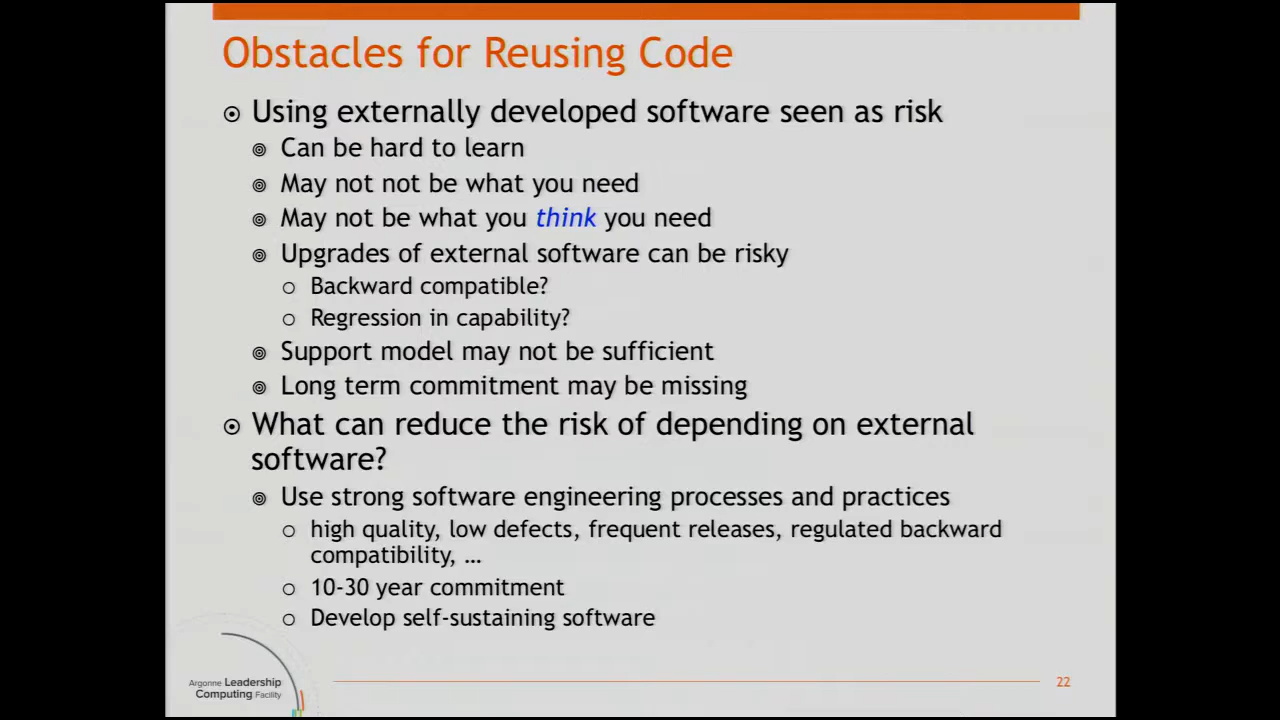 Obstacles for Reusing Code
Using externally developed software seen as risk
Can be hard to learn
May not not be what you need
May not be what you think you need
Upgrades of external software can be risky
Backward compatible?
Regression in capability?
Support model may not be sufficient
Long term commitment may be missing
What can reduce the risk of depending on external
software?
Use strong software engineering processes and practices
high quality, low defects, frequent releases, regulated backward
compatibility, …
10-30 year commitment
Develop self-sustaining software
Argonne Leadership
Computing Facility
22